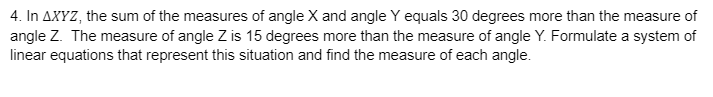 4. In ΔXYZ, the sum of the measures of angle X and angle Y equals 30 degrees more than the measure of
angle Z.  The measure of angle Z is 15 degrees more than the measure of angle Y. Formulate a system of
linear equations that represent this situation and find the measure of each angle.